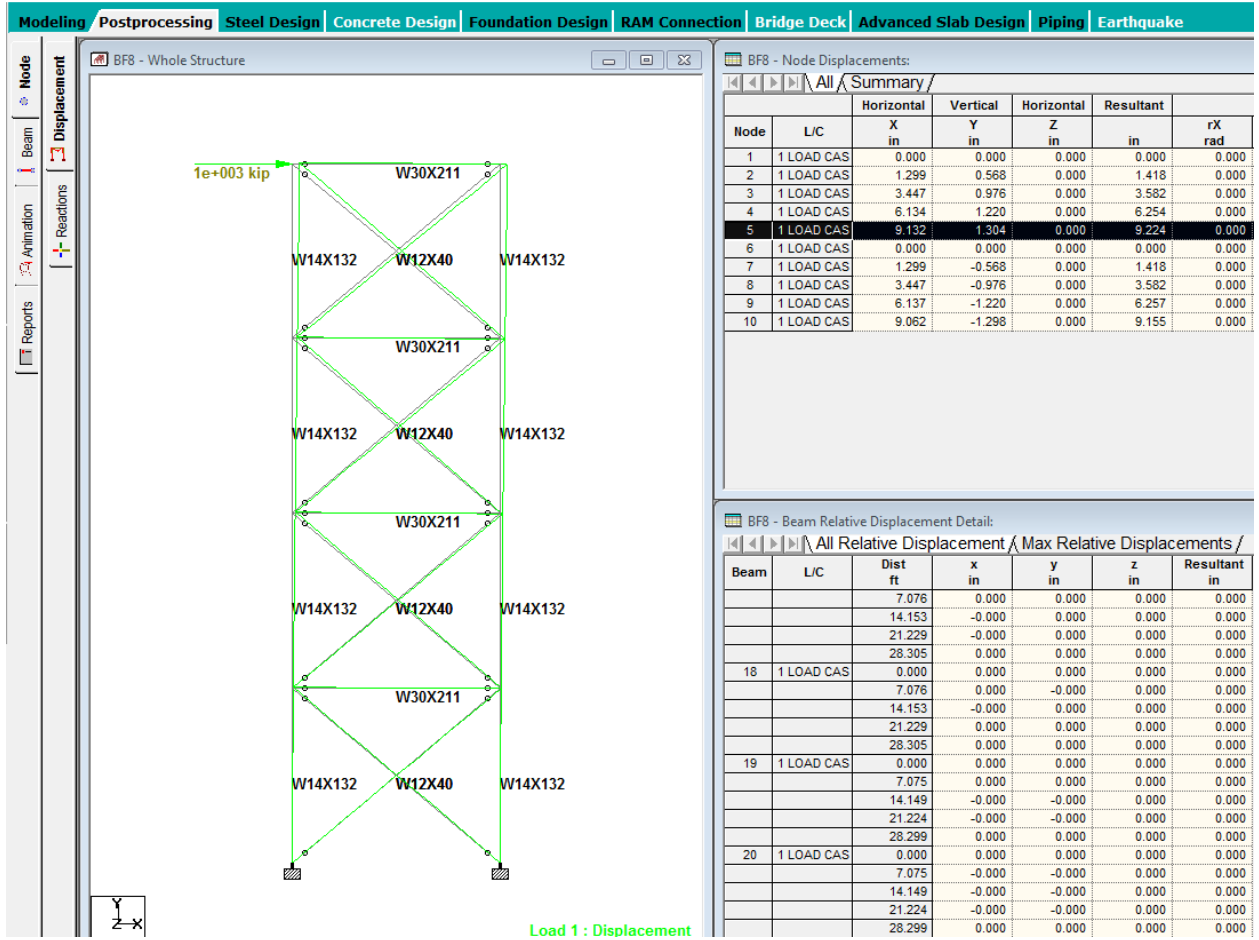 Modeling Postprocessing Steel Design Concrete Design Foundation Design RAM Connection Bridge Deck Advanced Slab Design Piping Earthquake
Node
Beam
Animation
Reports
Displacement
Reactions
BF8 - Whole Structure
1e+003 kip
W30X211
W14X132 W12X40 W14X132
W30X211
W14X132 W12X40 W14X132
W30X211
W14X132 W12X40 W14X132
W30X211
W14X132 W12X40 W14X132
Y
Z X
Load 1 : Displacement
BF8 - Node Displacements:
All Summary
Horizontal Vertical Horizontal Resultant
Node L/C X in Y in Z in in rX rad
1 1 LOAD CAS 0.000 0.000 0.000 0.000 0.000
2 1 LOAD CAS 1.299 0.568 0.000 1.418 0.000
3 1 LOAD CAS 3.447 0.976 0.000 3.582 0.000
4 1 LOAD CAS 6.134 1.220 0.000 6.254 0.000
5 1 LOAD CAS 9.132 1.304 0.000 9.224 0.000
6 1 LOAD CAS 0.000 0.000 0.000 0.000 0.000
7 1 LOAD CAS 1.299 -0.568 0.000 1.418 0.000
8 1 LOAD CAS 3.447 -0.976 0.000 3.582 0.000
9 1 LOAD CAS 6.137 -1.220 0.000 6.257 0.000
10 1 LOAD CAS 9.062 -1.298 0.000 9.155 0.000
BF8 - Beam Relative Displacement Detail:
All Relative Displacement Max Relative Displacements
Beam L/C Dist ft x in y in z in Resultant in
7.076 0.000 0.000 0.000 0.000
14.153 -0.000 0.000 0.000 0.000
21.229 -0.000 0.000 0.000 0.000
28.305 0.000 0.000 0.000 0.000
18 1 LOAD CAS 0.000 0.000 0.000 0.000 0.000
7.076 0.000 -0.000 0.000 0.000
14.153 -0.000 0.000 0.000 0.000
21.229 0.000 0.000 0.000 0.000
28.305 0.000 0.000 0.000 0.000
19 1 LOAD CAS 0.000 0.000 0.000 0.000 0.000
7.075 0.000 0.000 0.000 0.000
14.149 -0.000 -0.000 0.000 0.000
21.224 -0.000 -0.000 0.000 0.000
28.299 0.000 0.000 0.000 0.000
20 1 LOAD CAS 0.000 0.000 0.000 0.000 0.000
7.075 -0.000 -0.000 0.000 0.000
14.149 -0.000 -0.000 0.000 0.000
21.224 -0.000 -0.000 0.000 0.000
28.299 0.000 0.000 0.000 0.000